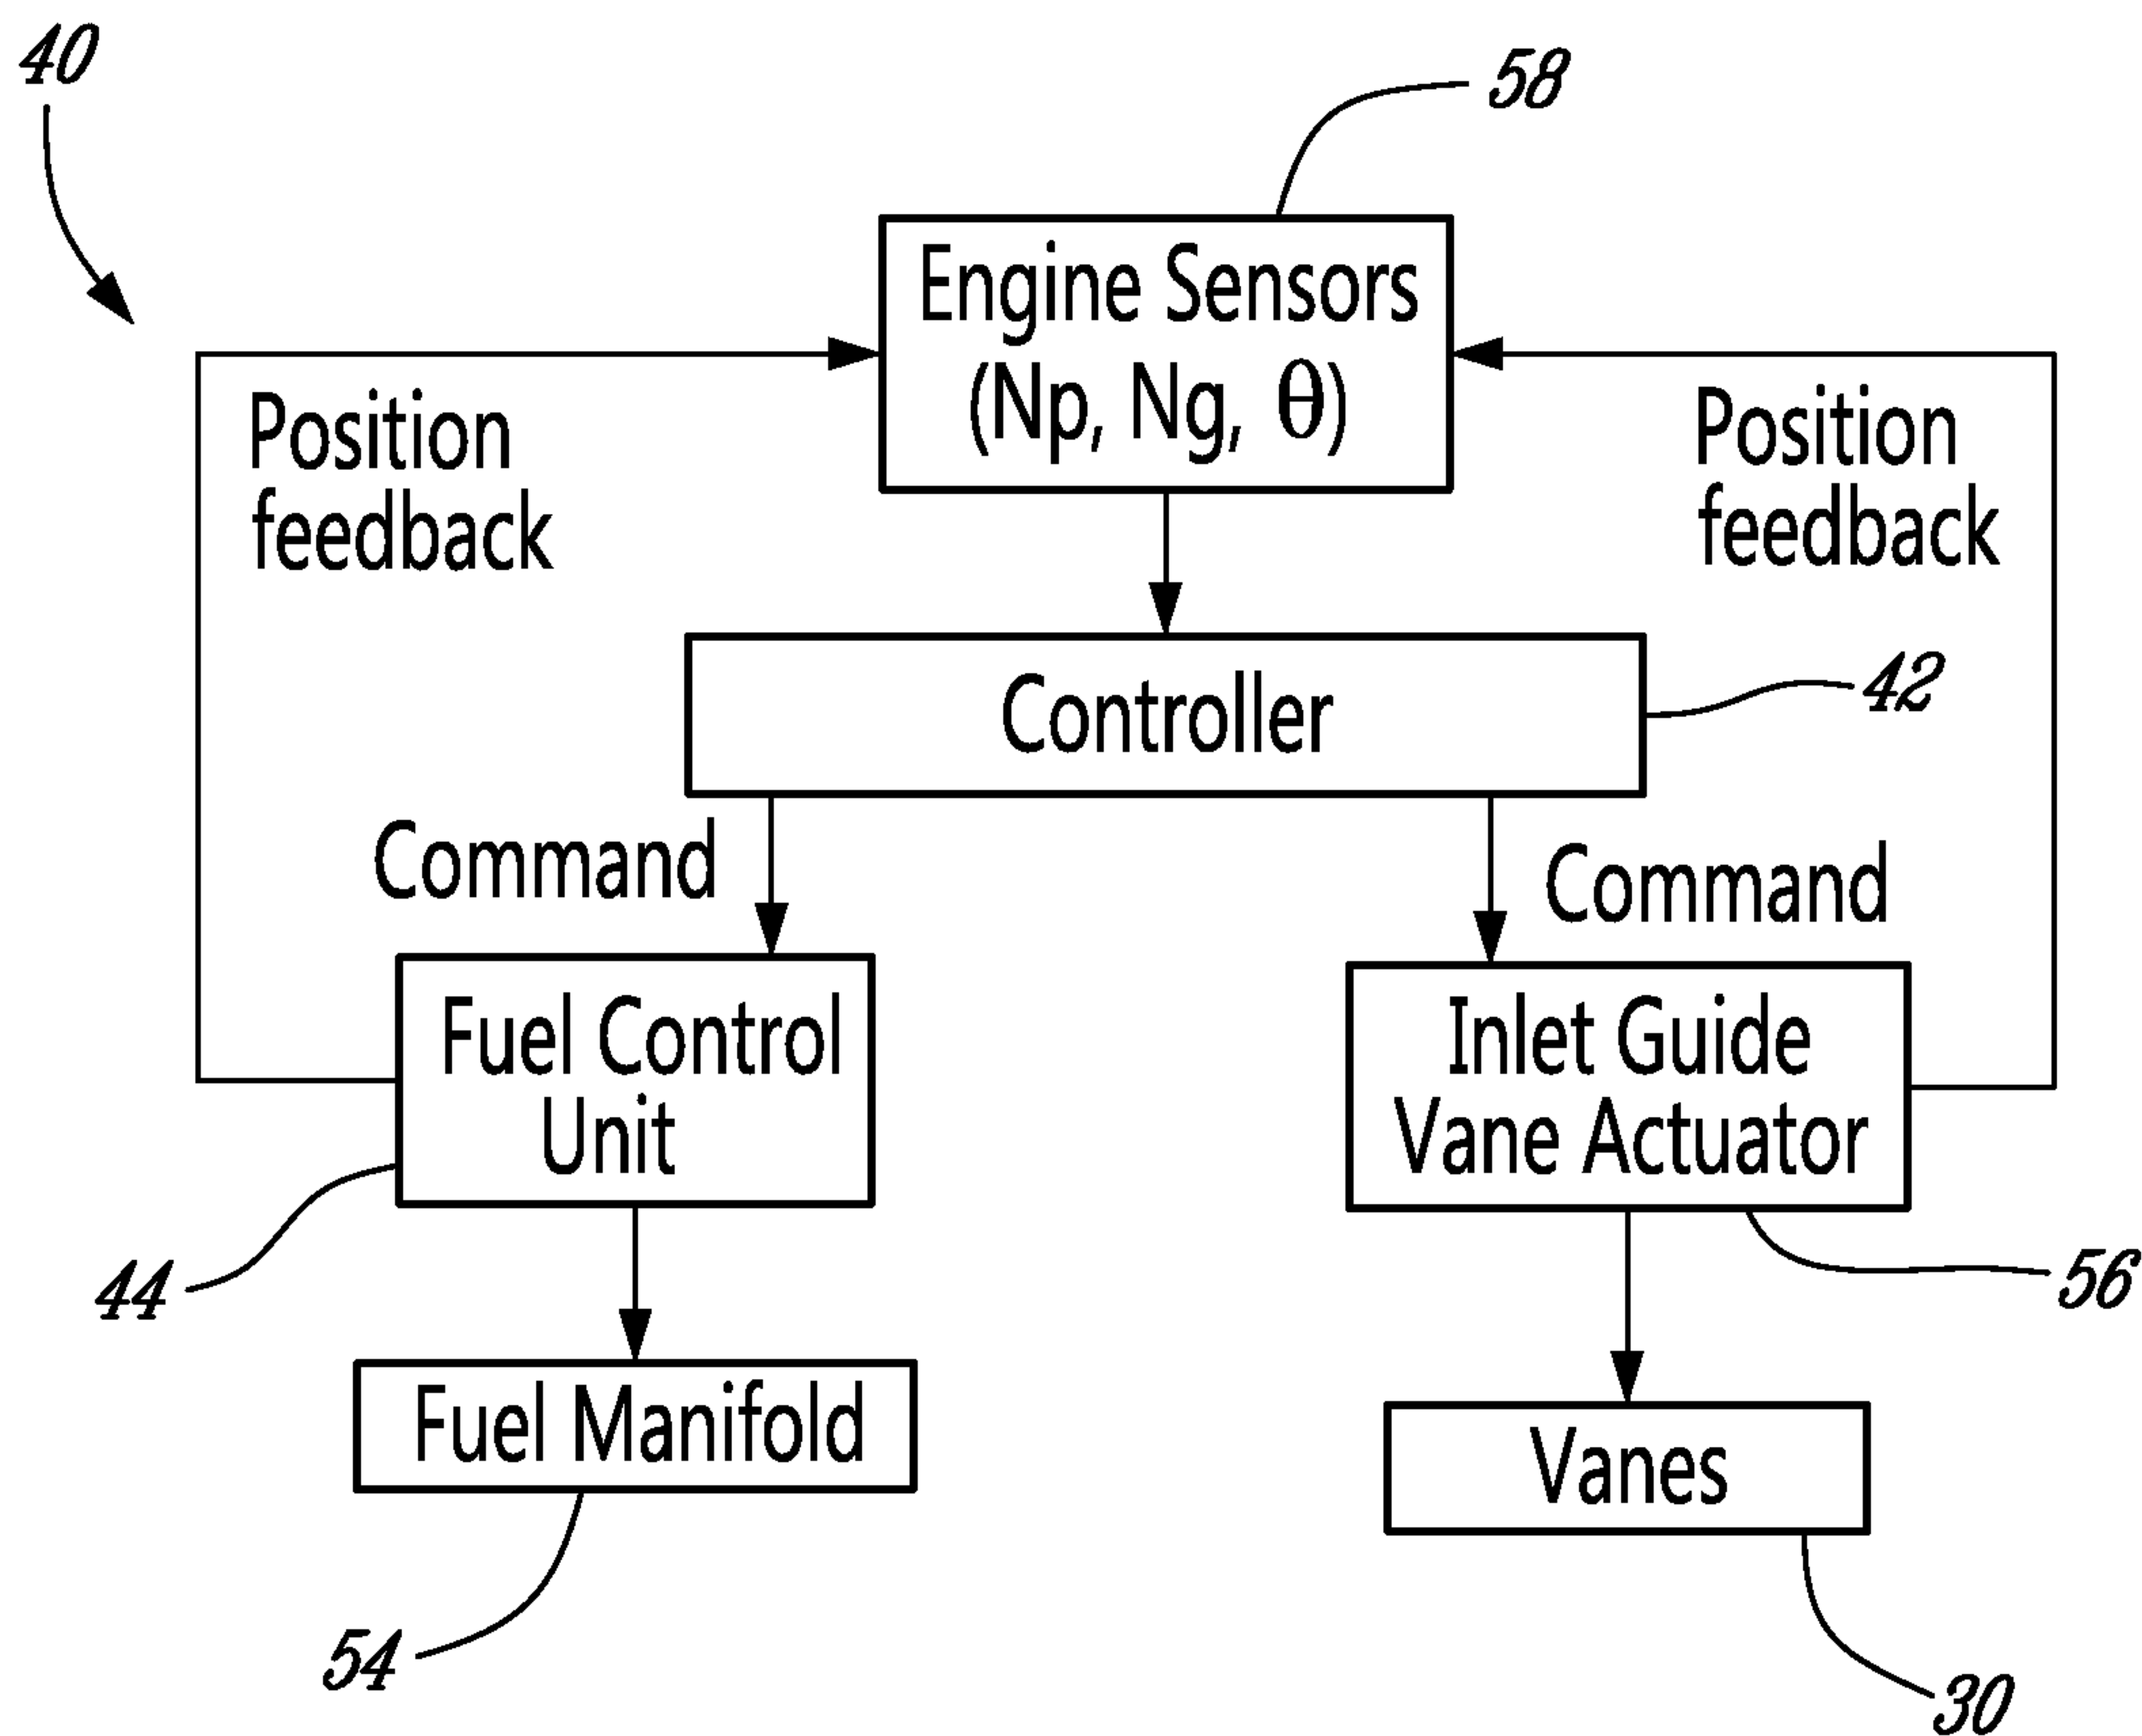 40
58
Engine Sensors
(Np, Ng, θ)
Position
feedback
Position
feedback
Controller
42
Command
Command
Fuel Control
Unit
Inlet Guide
Vane Actuator
44
56
Fuel Manifold
Vanes
54
30